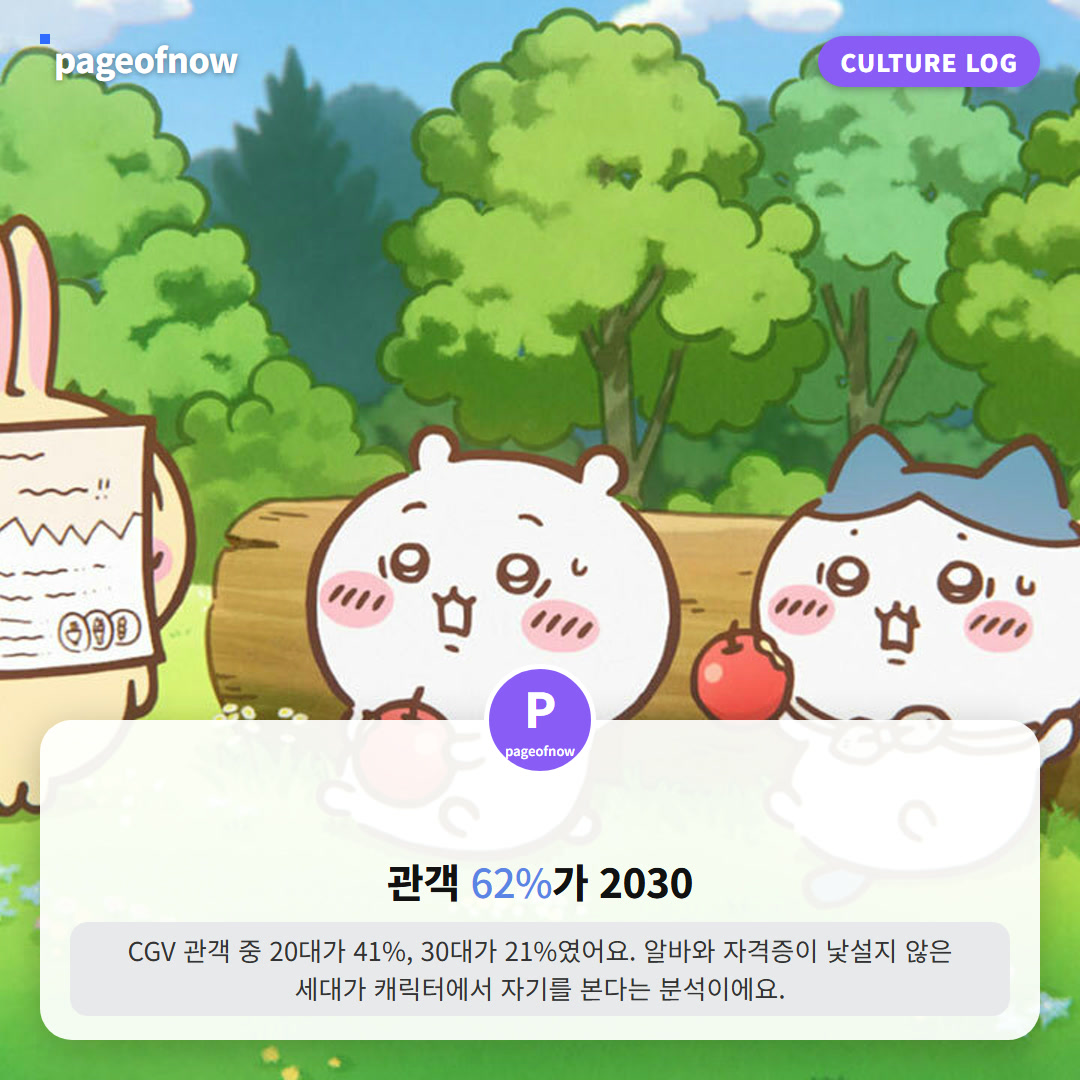 pageofnow
CULTURE LOG
P
pageofnow
관객 62%가 2030
CGV 관객 중 20대가 41%, 30대가 21%였어요. 알바와 자격증이 낯설지 않은
세대가 캐릭터에서 자기를 본다는 분석이에요.